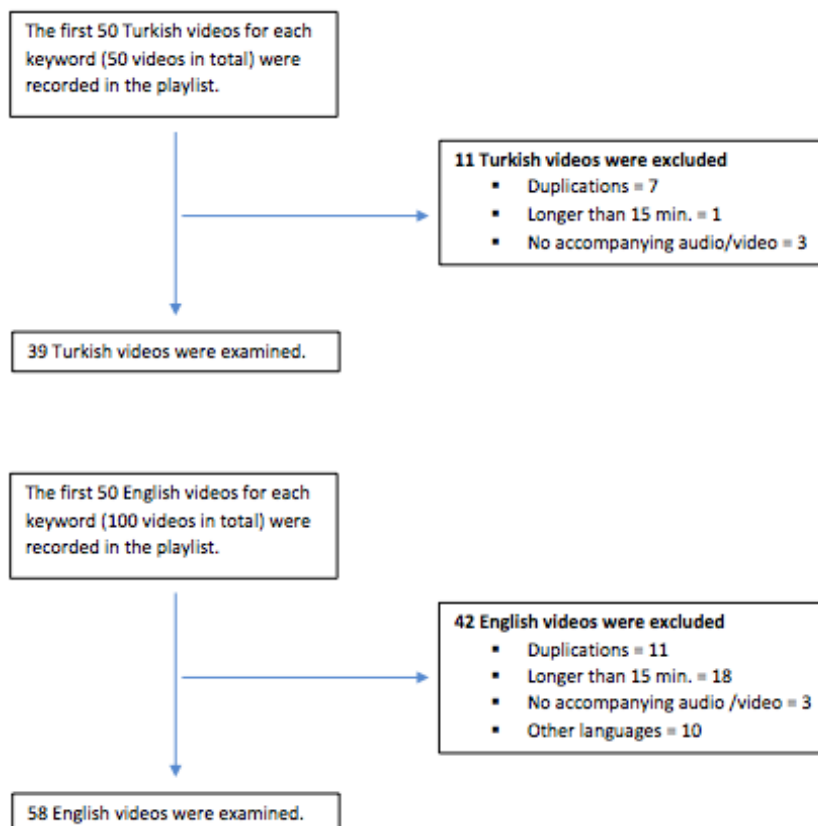 The first 50 Turkish videos for each
keyword (50 videos in total) were
recorded in the playlist.
11 Turkish videos were excluded
▪ Duplications = 7
▪ Longer than 15 min. = 1
▪ No accompanying audio/video = 3
39 Turkish videos were examined.
The first 50 English videos for each
keyword (100 videos in total) were
recorded in the playlist.
42 English videos were excluded
▪ Duplications = 11
▪ Longer than 15 min. = 18
▪ No accompanying audio /video = 3
▪ Other languages = 10
58 English videos were examined.